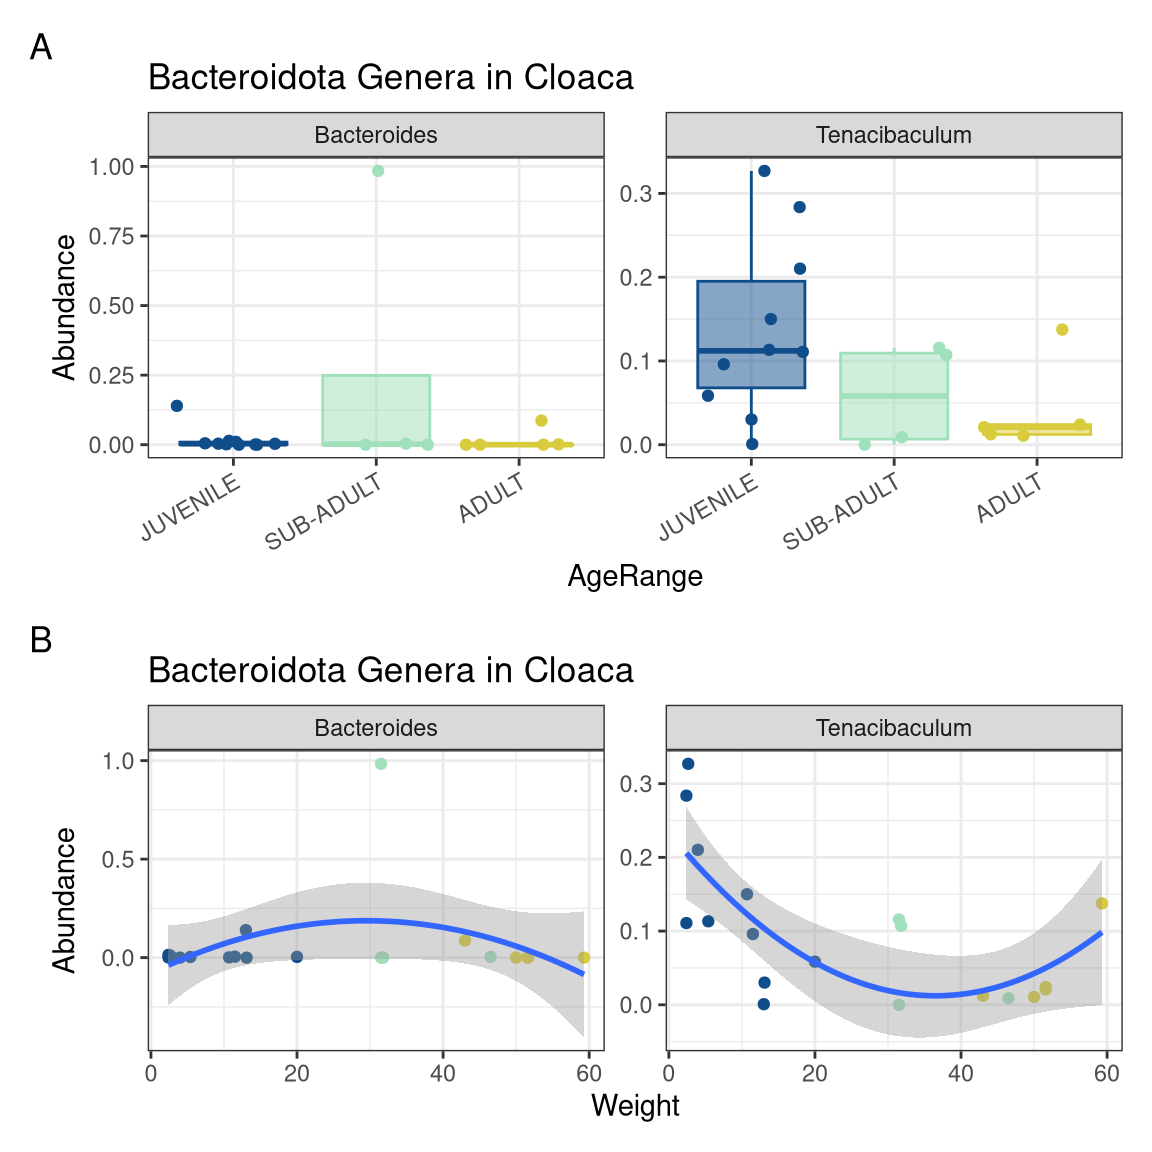 A
Bacteroidota Genera in Cloaca
Bacteroides
Tenacibaculum
Abundance
1.00
0.75
0.50
0.25
0.00
0.3
0.2
0.1
0.0
JUVENILE
SUB-ADULT
ADULT
JUVENILE
SUB-ADULT
ADULT
AgeRange
B
Bacteroidota Genera in Cloaca
Bacteroides
Tenacibaculum
Abundance
1.0
0.5
0.0
0.3
0.2
0.1
0.0
0 20 40 60
0 20 40 60
Weight